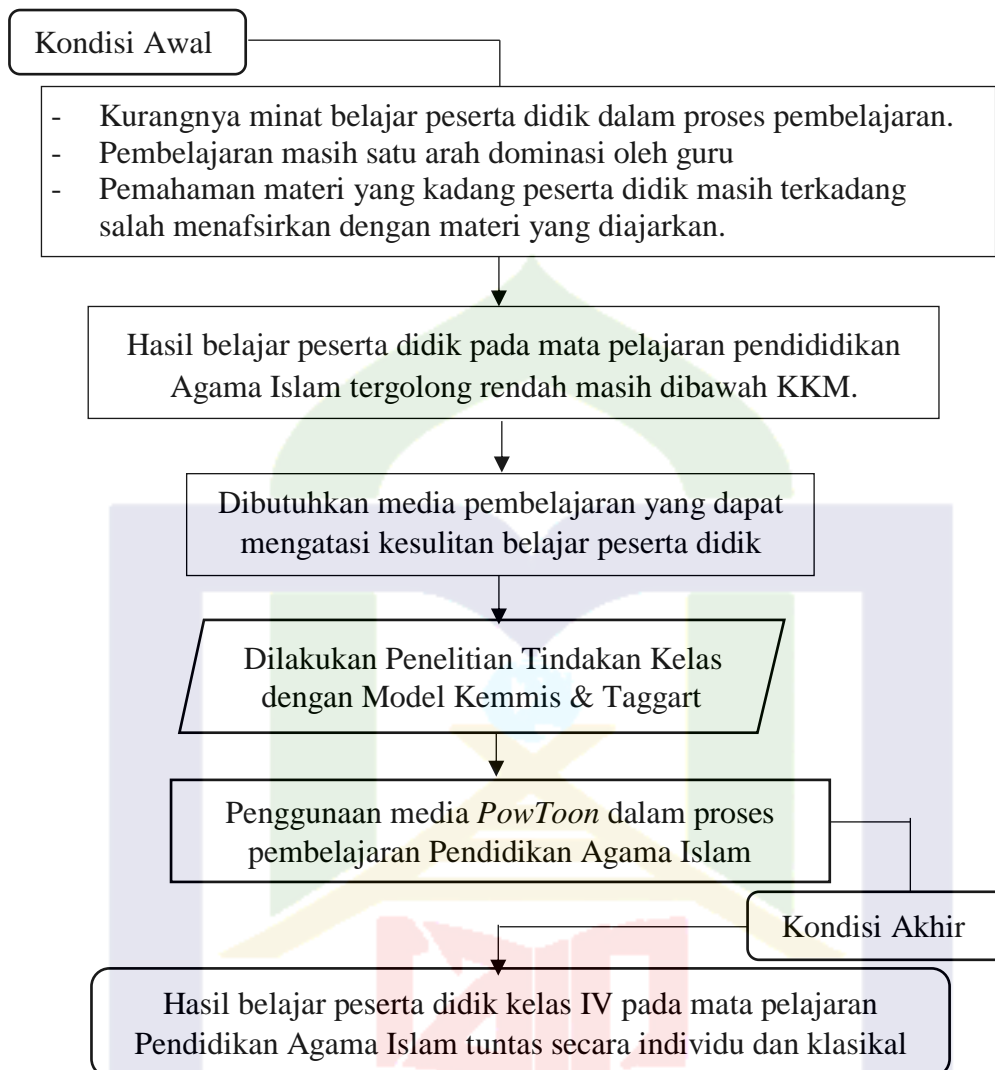 Kondisi Awal
- Kurangnya minat belajar peserta didik dalam proses pembelajaran.
- Pembelajaran masih satu arah dominasi oleh guru
- Pemahaman materi yang kadang peserta didik masih terkadang
salah menafsirkan dengan materi yang diajarkan.
Hasil belajar peserta didik pada mata pelajaran pendididikan
Agama Islam tergolong rendah masih dibawah KKM.
Dibutuhkan media pembelajaran yang dapat
mengatasi kesulitan belajar peserta didik
Dilakukan Penelitian Tindakan Kelas
dengan Model Kemmis & Taggart
Penggunaan media PowToon dalam proses
pembelajaran Pendidikan Agama Islam
Kondisi Akhir
Hasil belajar peserta didik kelas IV pada mata pelajaran
Pendidikan Agama Islam tuntas secara individu dan klasikal